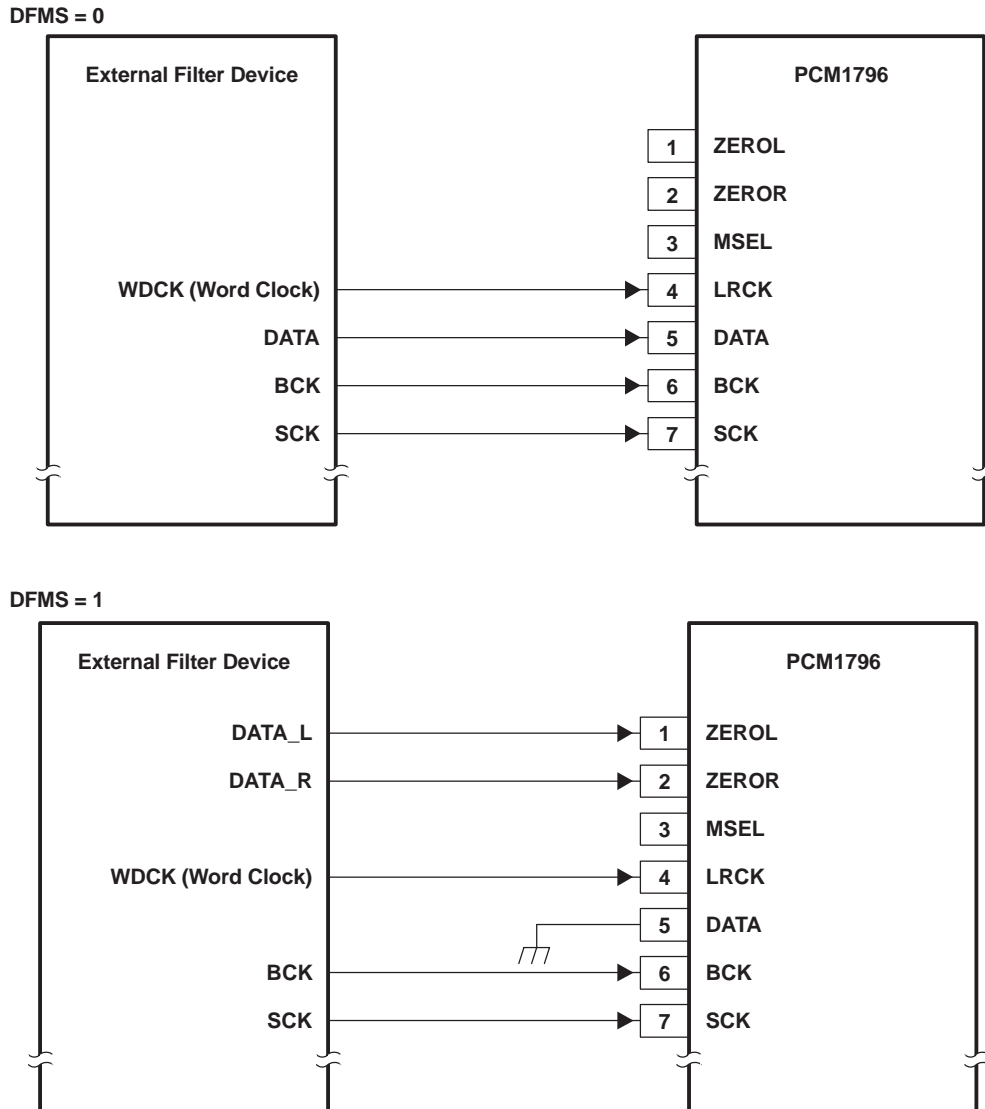 DFMS = 0
External Filter Device
PCM1796
1 ZEROL
2 ZEROR
3 MSEL
WDCK (Word Clock) 4 LRCK
DATA 5 DATA
BCK 6 BCK
SCK 7 SCK
DFMS = 1
External Filter Device
PCM1796
DATA_L 1 ZEROL
DATA_R 2 ZEROR
3 MSEL
WDCK (Word Clock) 4 LRCK
5 DATA
BCK 6 BCK
SCK 7 SCK